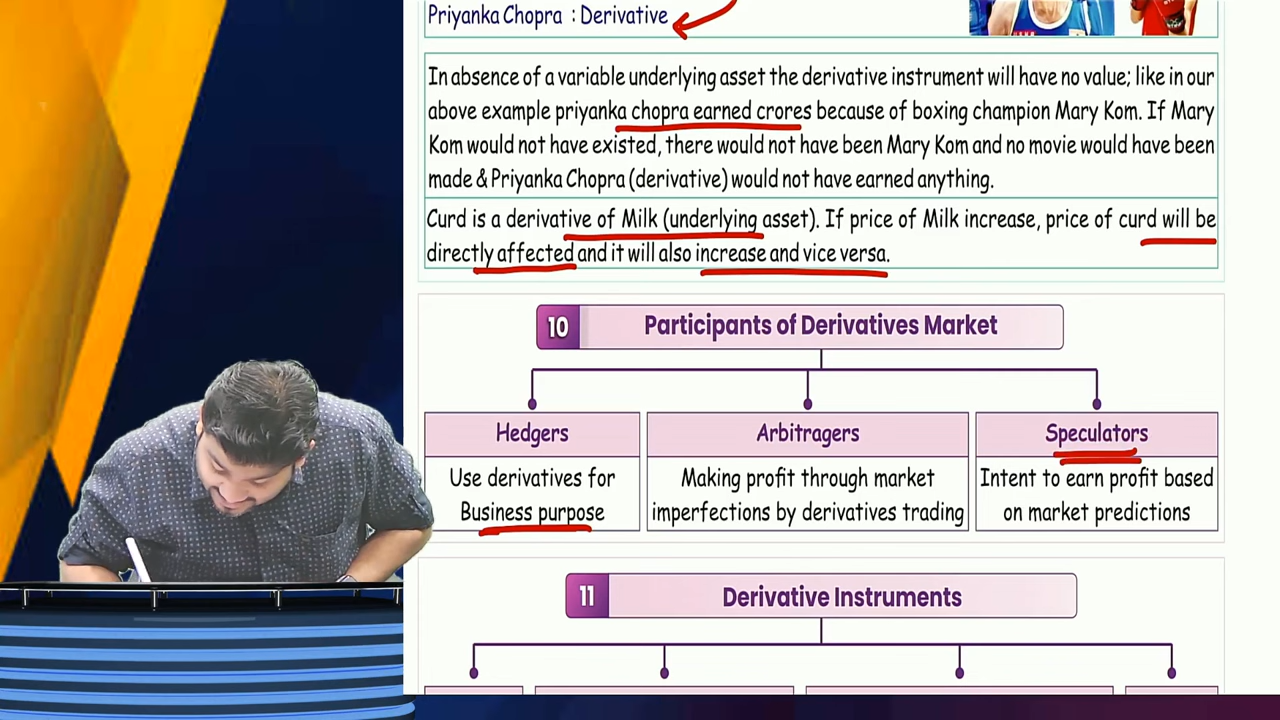 Priyanka Chopra : Derivative
In absence of a variable underlying asset the derivative instrument will have no value; like in our
above example priyanka chopra earned crores because of boxing champion Mary Kom. If Mary
Kom would not have existed, there would not have been Mary Kom and no movie would have been
made & Priyanka Chopra (derivative) would not have earned anything.
Curd is a derivative of Milk (underlying asset). If price of Milk increase, price of curd will be
directly affected and it will also increase and vice versa.
10 Participants of Derivatives Market
Hedgers
Use derivatives for
Business purpose
Arbitragers
Making profit through market
imperfections by derivatives trading
Speculators
Intent to earn profit based
on market predictions
11 Derivative Instruments